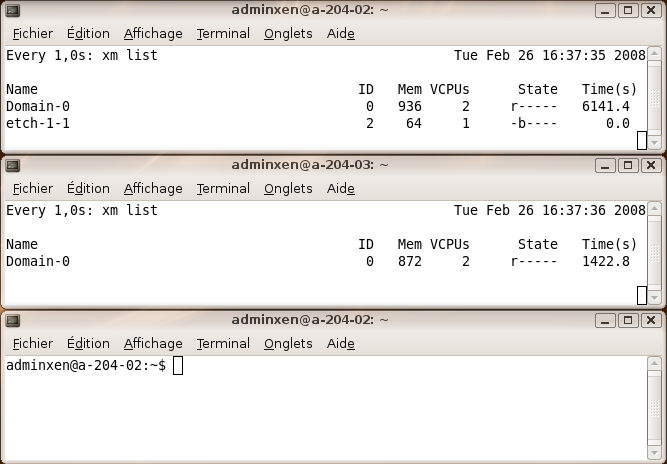 adminxen@a-204-02: ~
Fichier Édition Affichage Terminal Onglets Aide
Every 1,0s: xm list Tue Feb 26 16:37:35 2008
Name ID Mem VCPUs State Time(s)
Domain-0 0 936 2 r----- 6141.4
etch-1-1 2 64 1 -b---- 0.0
adminxen@a-204-03: ~
Fichier Édition Affichage Terminal Onglets Aide
Every 1,0s: xm list Tue Feb 26 16:37:36 2008
Name ID Mem VCPUs State Time(s)
Domain-0 0 872 2 r----- 1422.8
adminxen@a-204-02: ~
Fichier Édition Affichage Terminal Onglets Aide
adminxen@a-204-02:~$